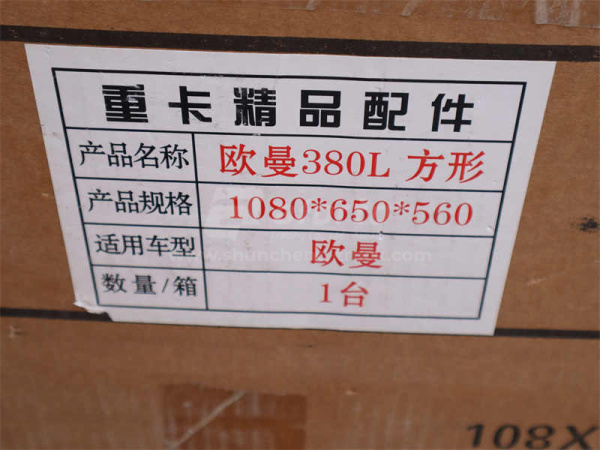 重卡精品配件
产品名称 欧曼380L 方形
产品规格 1080*650*560
适用车型 欧曼
数量/箱 1台
108X